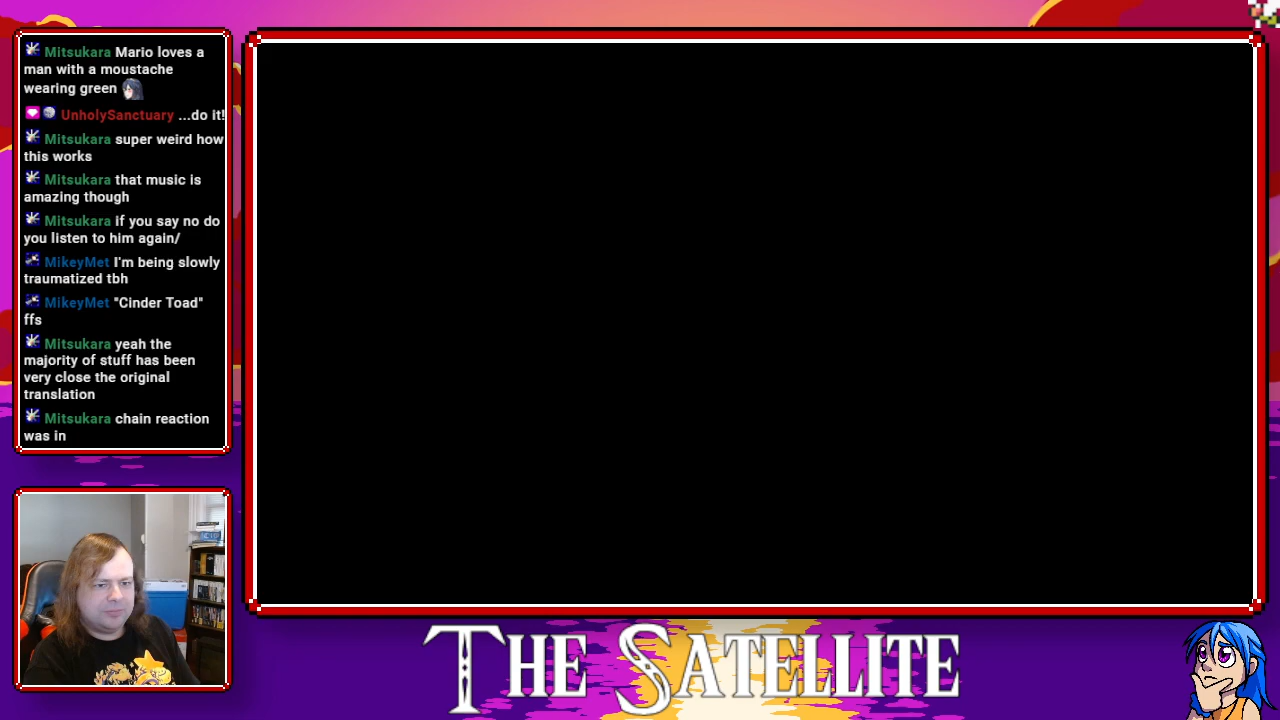 Mitsukara Mario loves a
man with a moustache
wearing green
UnholySanctuary ...do it!
Mitsukara super weird how
this works
Mitsukara that music is
amazing though
Mitsukara if you say no do
you listen to him again/
MikeyMet I'm being slowly
traumatized tbh
MikeyMet "Cinder Toad"
ffs
Mitsukara yeah the
majority of stuff has been
very close the original
translation
Mitsukara chain reaction
was in
THE SATELLITE